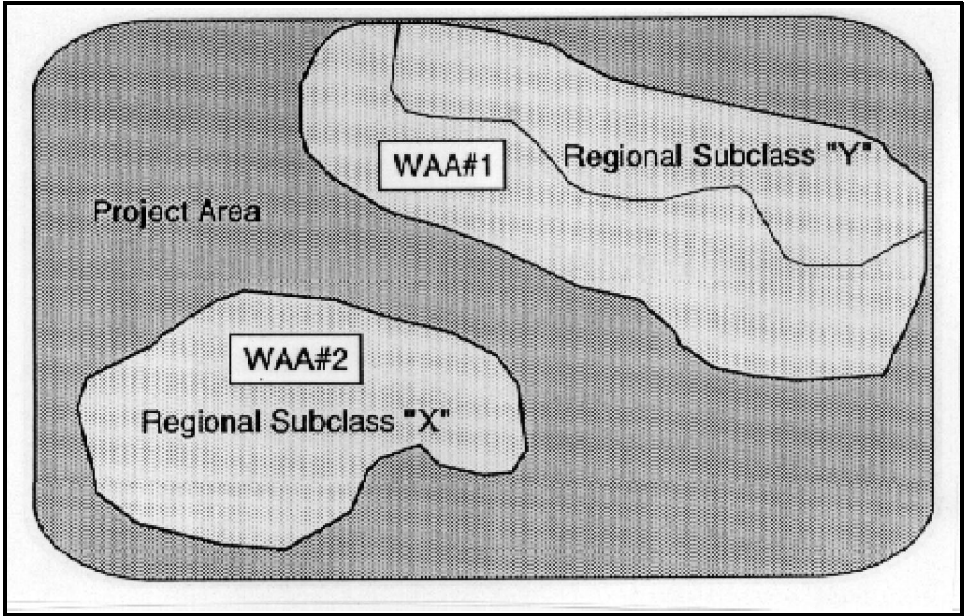 WAA#1
Regional Subclass "Y"
Project Area
WAA#2
Regional Subclass "X"